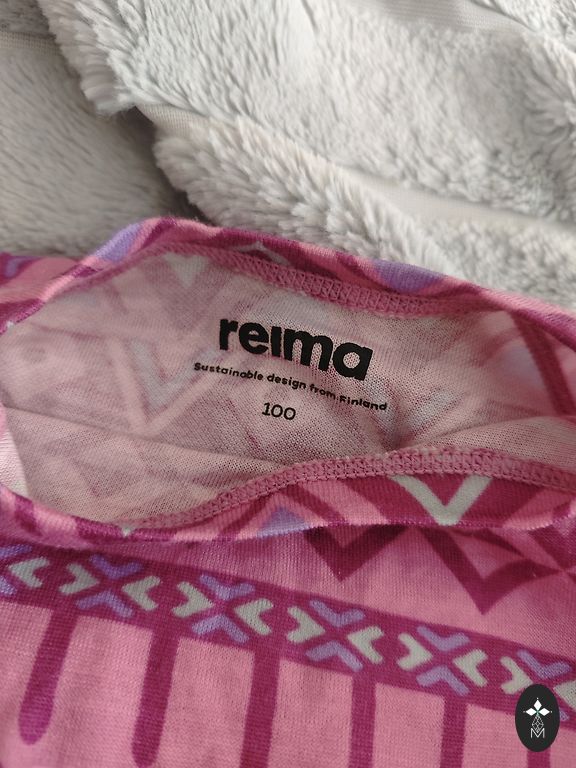 reima
Sustainable design from Finland
100
M